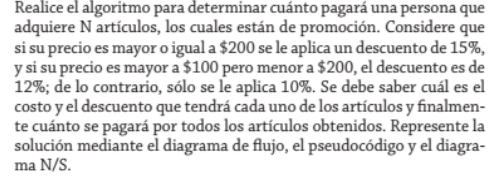 Realice el algoritmo para determinar cuánto pagará una persona que
adquiere N artículos, los cuales están de promoción. Considere que
si su precio es mayor o igual a $200 se le aplica un descuento de 15%,
y si su precio es mayor a $100 pero menor a $200, el descuento es de
12%; de lo contrario, sólo se le aplica 10%. Se debe saber cuál es el
costo y el descuento que tendrá cada uno de los artículos y finalmen-
te cuánto se pagará por todos los artículos obtenidos. Represente la
solución mediante el diagrama de flujo, el pseudocódigo y el diagra-
ma N/S.